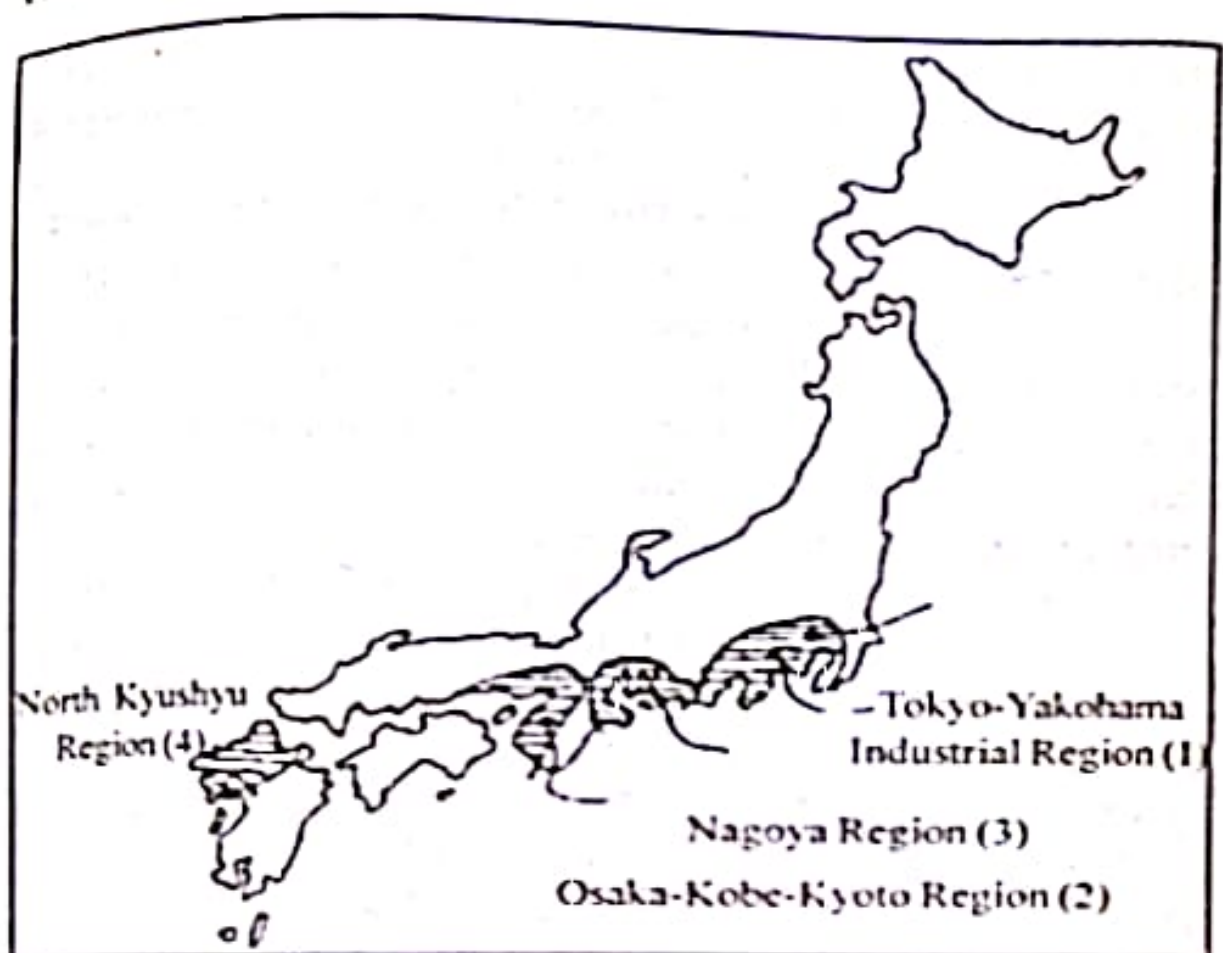 North Kyushyu
Region (4)
Tokyo-Yakohama
Industrial Region (1)
Nagoya Region (3)
Osaka-Kobe-Kyoto Region (2)